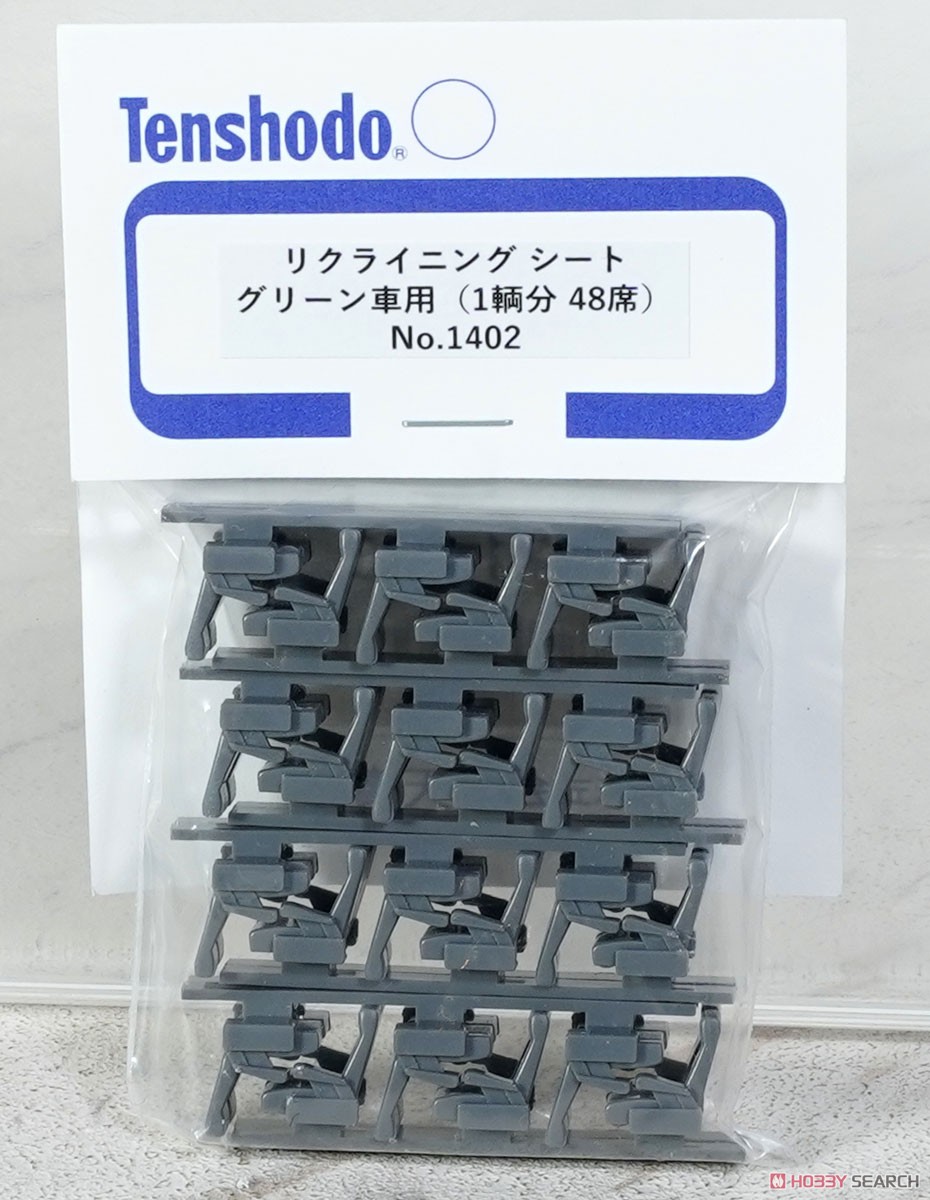 Tenshodo®
リクライニング シート
グリーン車用（1輌分 48席）
No.1402
HOBBY SEARCH